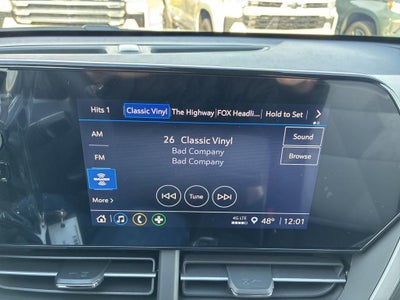 Hits 1 Classic Vinyl The Highway FOX Headli... Hold to Set
AM
26 Classic Vinyl
Sound
Bad Company
FM
Bad Company
Browse
More
Tune
4G LTE 48° 12:01